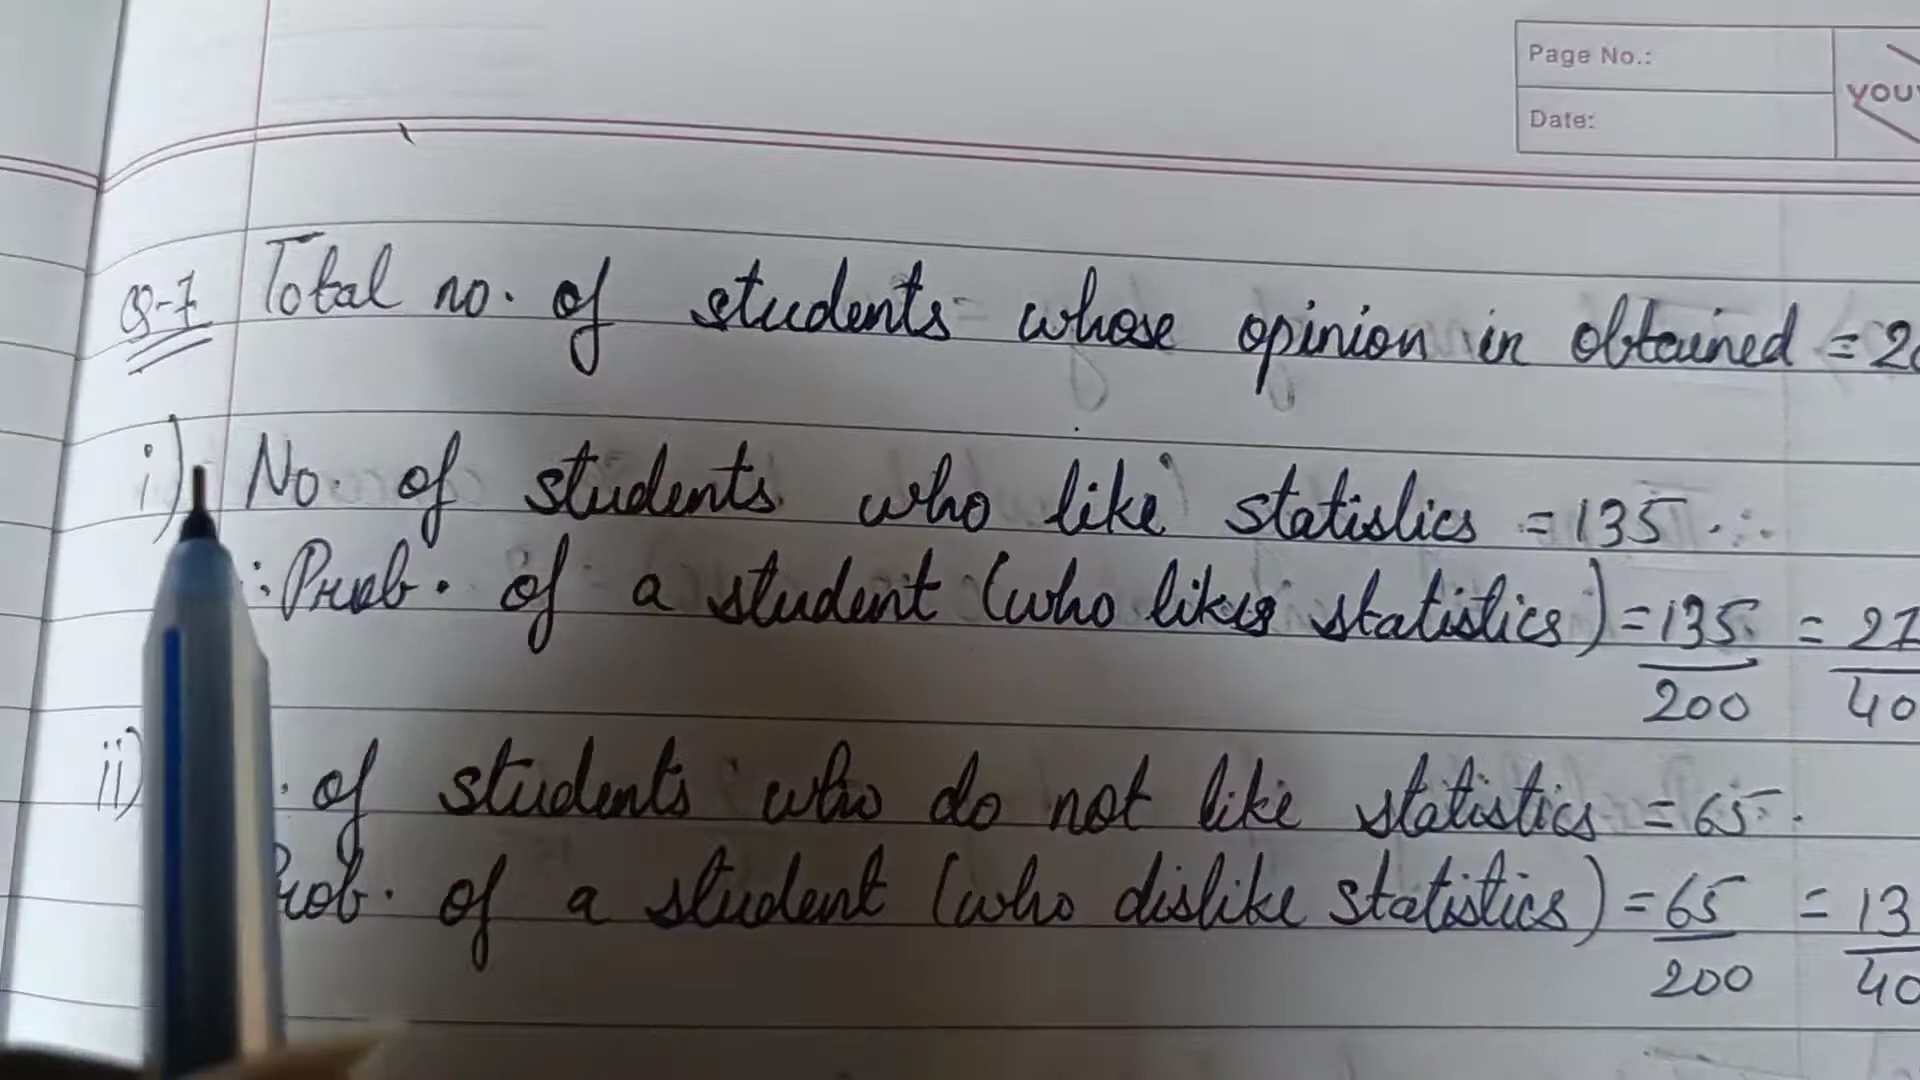 Page No.:
Date:
YOU
Q-7 Total no. of students whose opinion in obtained = 20
i) No. of students who like statistics = 135.
∴ Prob. of a student (who likes statistics) = 135/200 = 27/40
ii) . of students who do not like statistics = 65.
rob. of a student (who dislike statistics) = 65/200 = 13/40